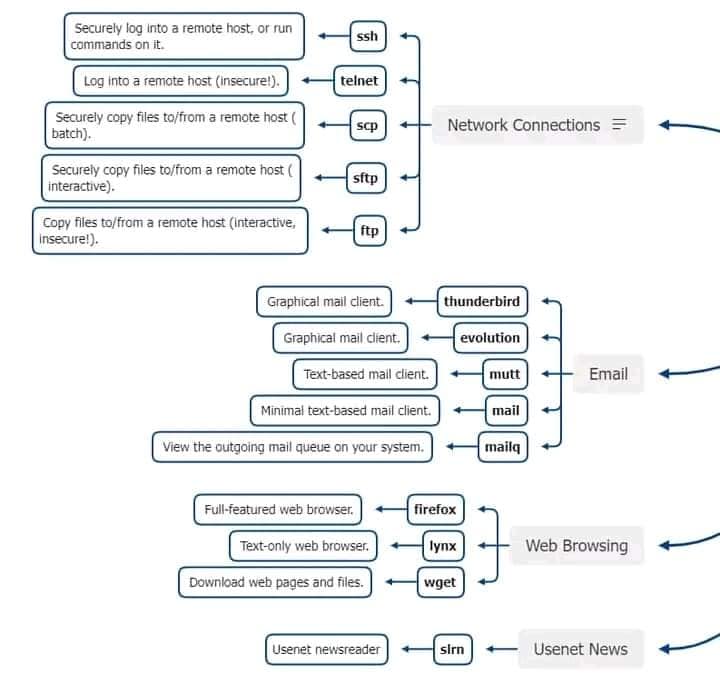 Network Connections
ssh
Securely log into a remote host, or run
commands on it.
telnet
Log into a remote host (insecure!).
scp
Securely copy files to/from a remote host (
batch).
sftp
Securely copy files to/from a remote host (
interactive).
ftp
Copy files to/from a remote host (interactive,
insecure!).
Email
thunderbird
Graphical mail client.
evolution
Graphical mail client.
mutt
Text-based mail client.
mail
Minimal text-based mail client.
mailq
View the outgoing mail queue on your system.
Web Browsing
firefox
Full-featured web browser.
lynx
Text-only web browser.
wget
Download web pages and files.
Usenet News
slrn
Usenet newsreader